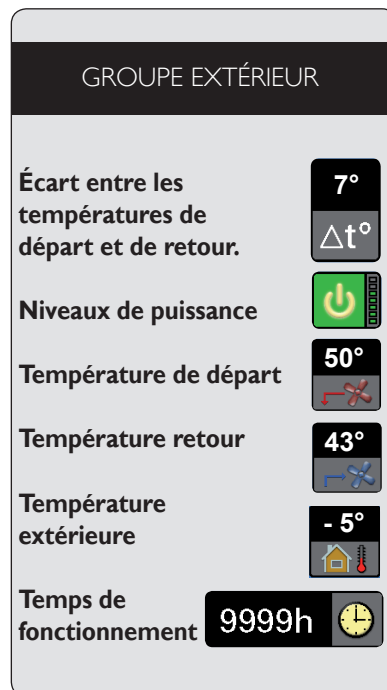 GROUPE EXTÉRIEUR
Écart entre les
températures de
départ et de retour.
7°
△t°
Niveaux de puissance
Température de départ
50°
Température retour
43°
Température
extérieure
- 5°
Temps de
fonctionnement
9999h